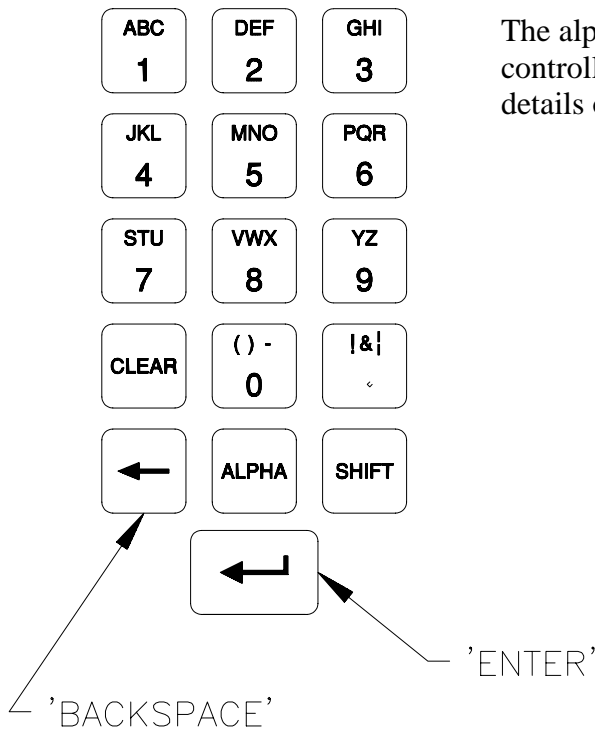 ABC DEF GHI
1 2 3
JKL MNO PQR
4 5 6
STU VWX YZ
7 8 9
CLEAR ( ) - |&¦
0
ALPHA SHIFT
'ENTER'
'BACKSPACE'
The
controll
details